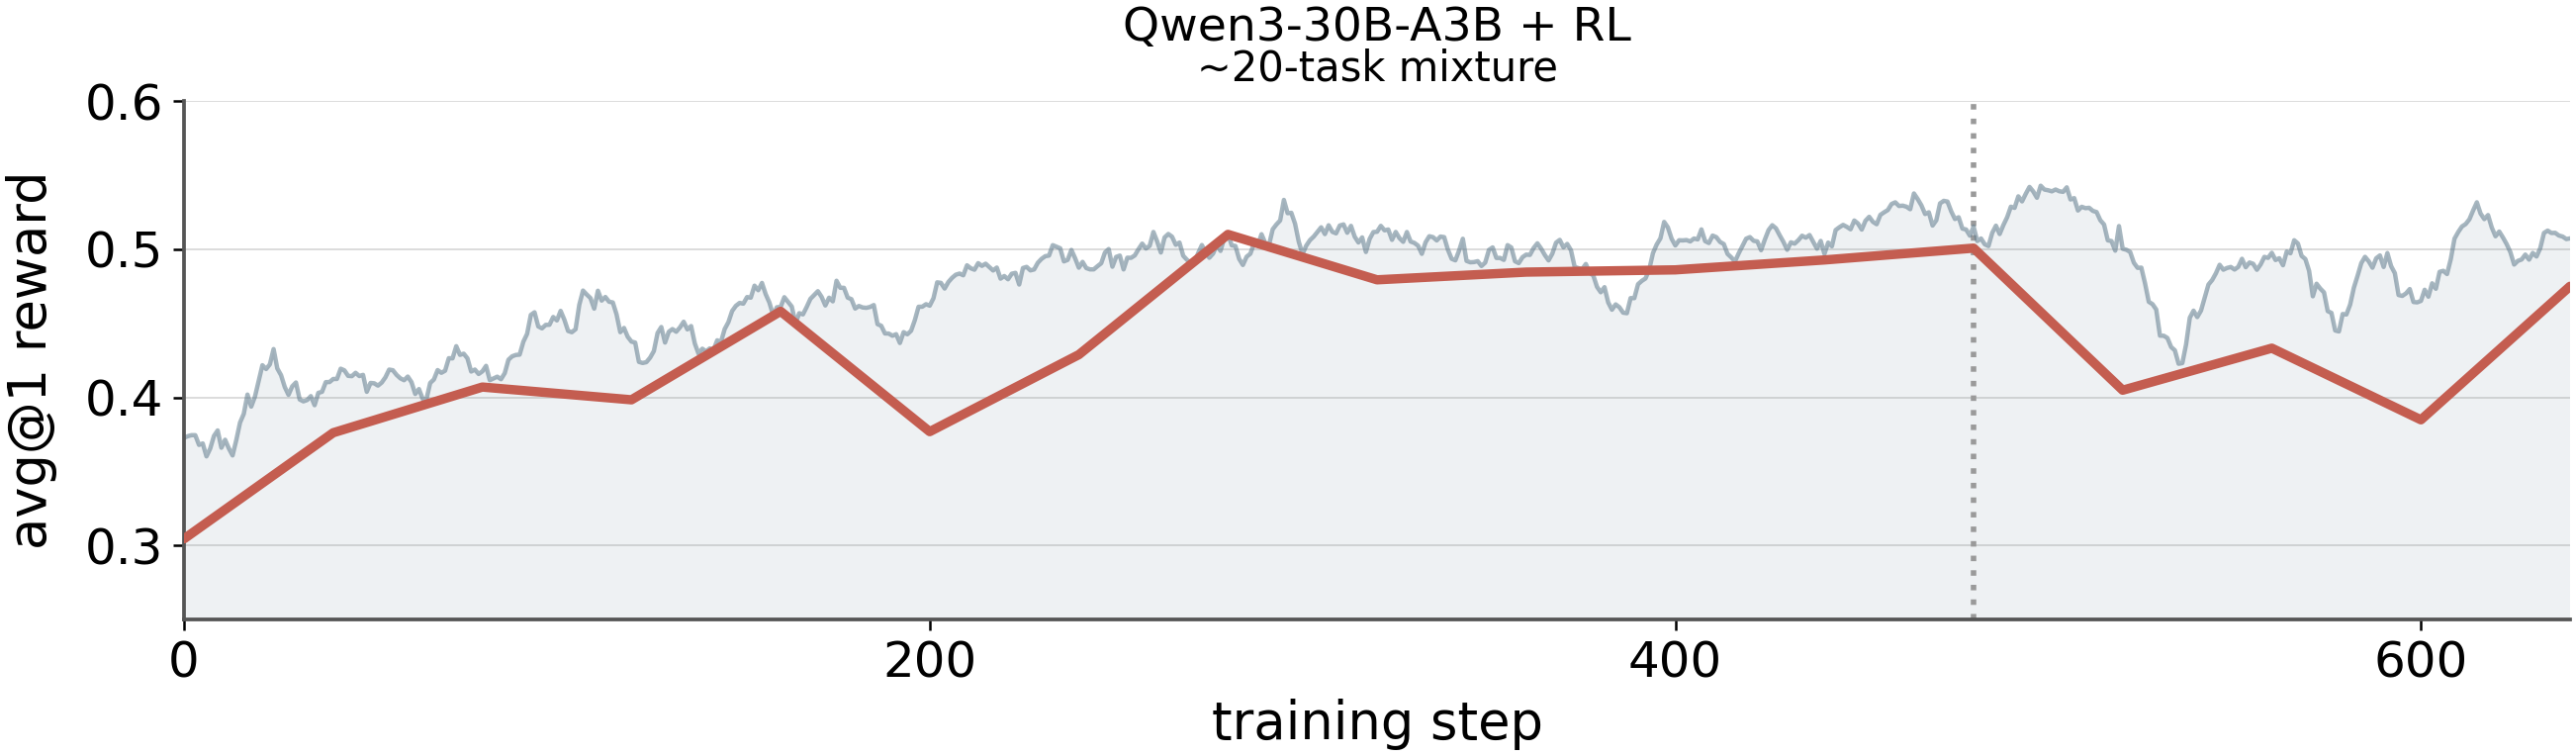 Qwen3-30B-A3B + RL
~20-task mixture
0.6
0.5
0.4
0.3
avg@1 reward
0
200
400
600
training step